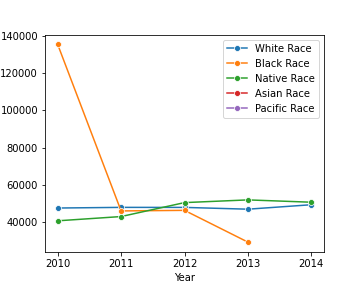 140000
120000
100000
80000
60000
40000
White Race
Black Race
Native Race
Asian Race
Pacific Race
2010 2011 2012 2013 2014
Year